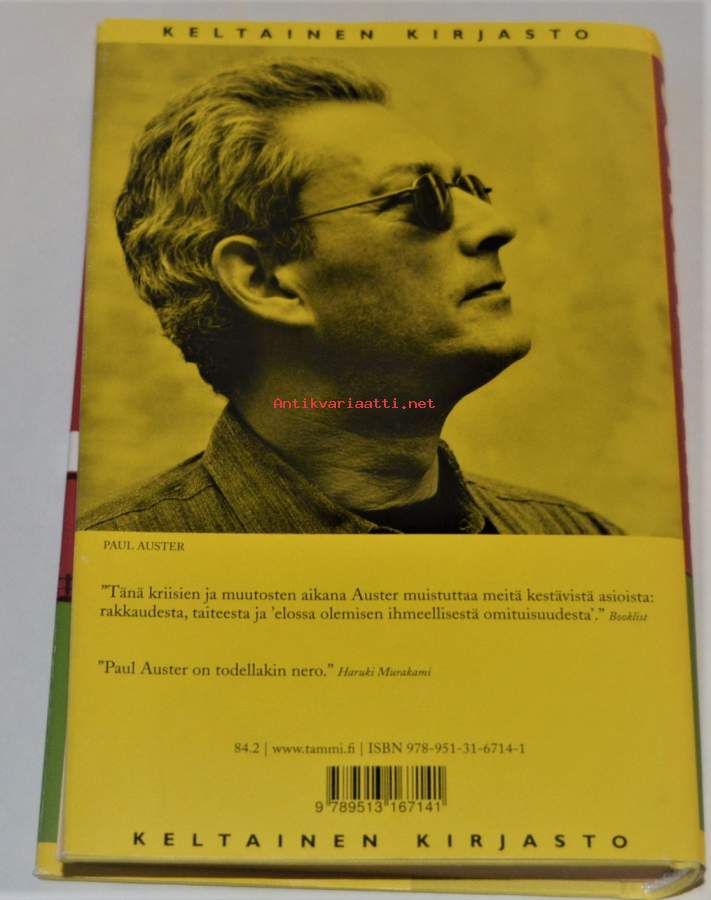 KELTAINEN KIRJASTO
Antikvariaatti.net
PAUL AUSTER
"Tänä kriisien ja muutosten aikana Auster muistuttaa meitä kestävistä asioista:
rakkaudesta, taiteesta ja 'elossa olemisen ihmeellisestä omituisuudesta'." Booklist
"Paul Auster on todellakin nero." Haruki Murakami
84.2 | www.tammi.fi | ISBN 978-951-31-6714-1
9 789513 167141
KELTAINEN KIRJASTO